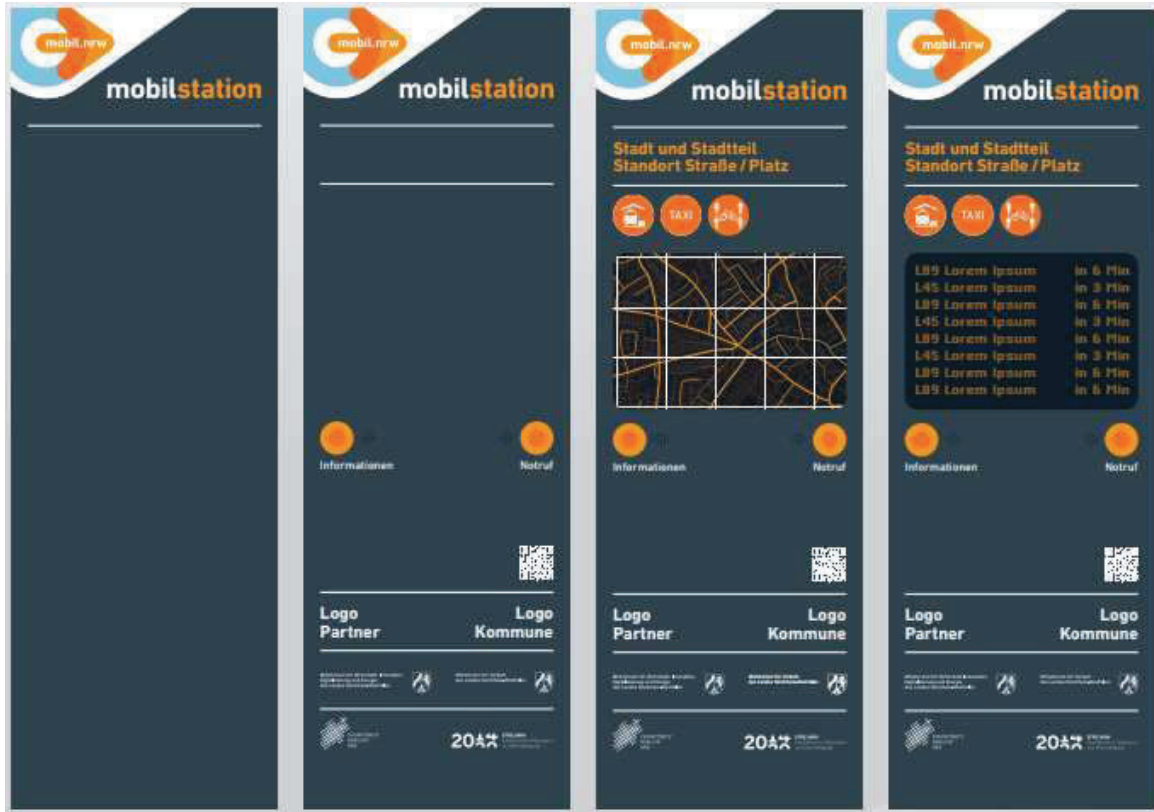 mobil.nrw
mobilstation
mobil.nrw
mobilstation
Informationen
Notruf
Logo
Partner
Logo
Kommune
20
mobil.nrw
mobilstation
Stadt und Stadtteil
Standort Straße / Platz
TAXI
Informationen
Notruf
Logo
Partner
Logo
Kommune
20
mobil.nrw
mobilstation
Stadt und Stadtteil
Standort Straße / Platz
TAXI
L89 Lorem Ipsum in 6 Min
L45 Lorem Ipsum in 3 Min
L89 Lorem Ipsum in 6 Min
L45 Lorem Ipsum in 3 Min
L89 Lorem Ipsum in 6 Min
L45 Lorem Ipsum in 3 Min
L89 Lorem Ipsum in 6 Min
L89 Lorem Ipsum in 6 Min
Informationen
Notruf
Logo
Partner
Logo
Kommune
20